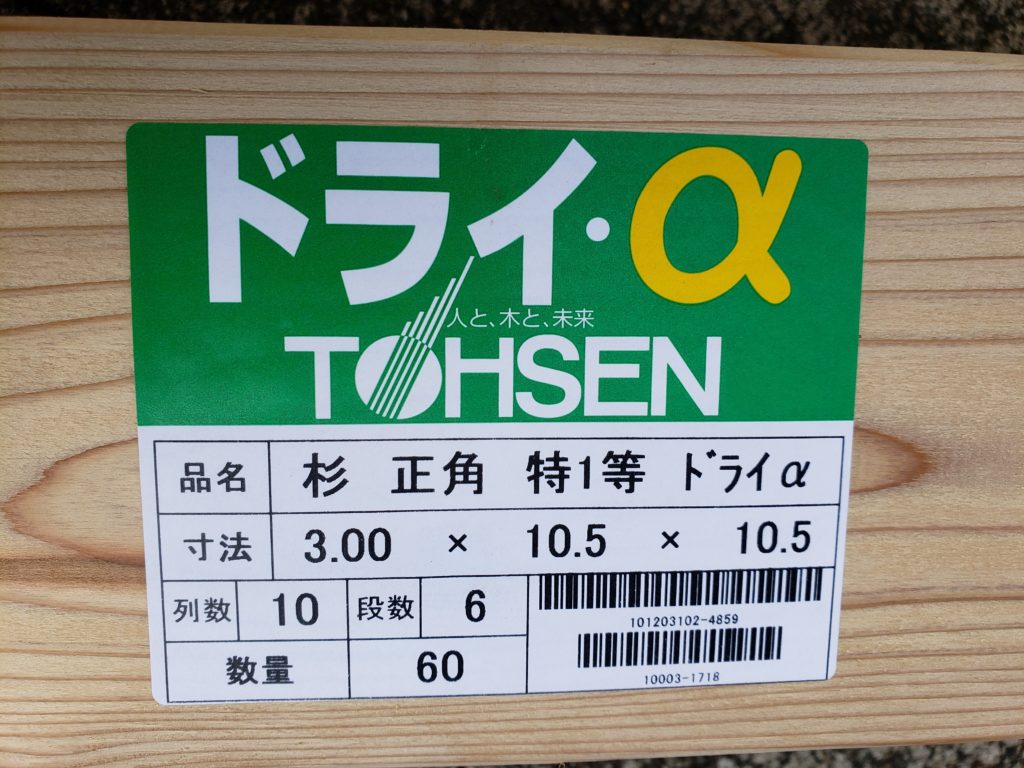 ドライ・α
人と、木と、未来
TOHSEN
品名 杉 正角 特1等 ﾄﾞﾗｲα
寸法 3.00 × 10.5 × 10.5
列数 10 段数 6
101203102-4859
数量 60
10003-1718